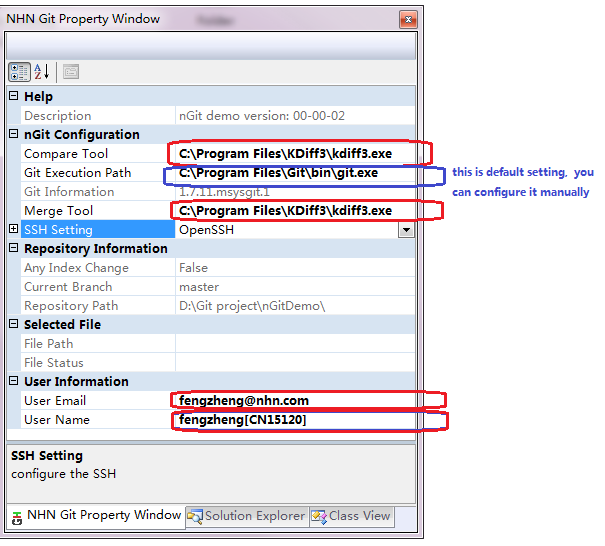 NHN Git Property Window
Help
Description nGit demo version: 00-00-02
nGit Configuration
Compare Tool C:\Program Files\KDiff3\kdiff3.exe
Git Execution Path C:\Program Files\Git\bin\git.exe
this is default setting, you
can configure it manually
Git Information 1.7.11.msysgit.1
Merge Tool C:\Program Files\KDiff3\kdiff3.exe
SSH Setting OpenSSH
Repository Information
Any Index Change False
Current Branch master
Repository Path D:\Git project\nGitDemo\
Selected File
File Path
File Status
User Information
User Email fengzheng@nhn.com
User Name fengzheng[CN15120]
SSH Setting
configure the SSH
NHN Git Property Window Solution Explorer Class View